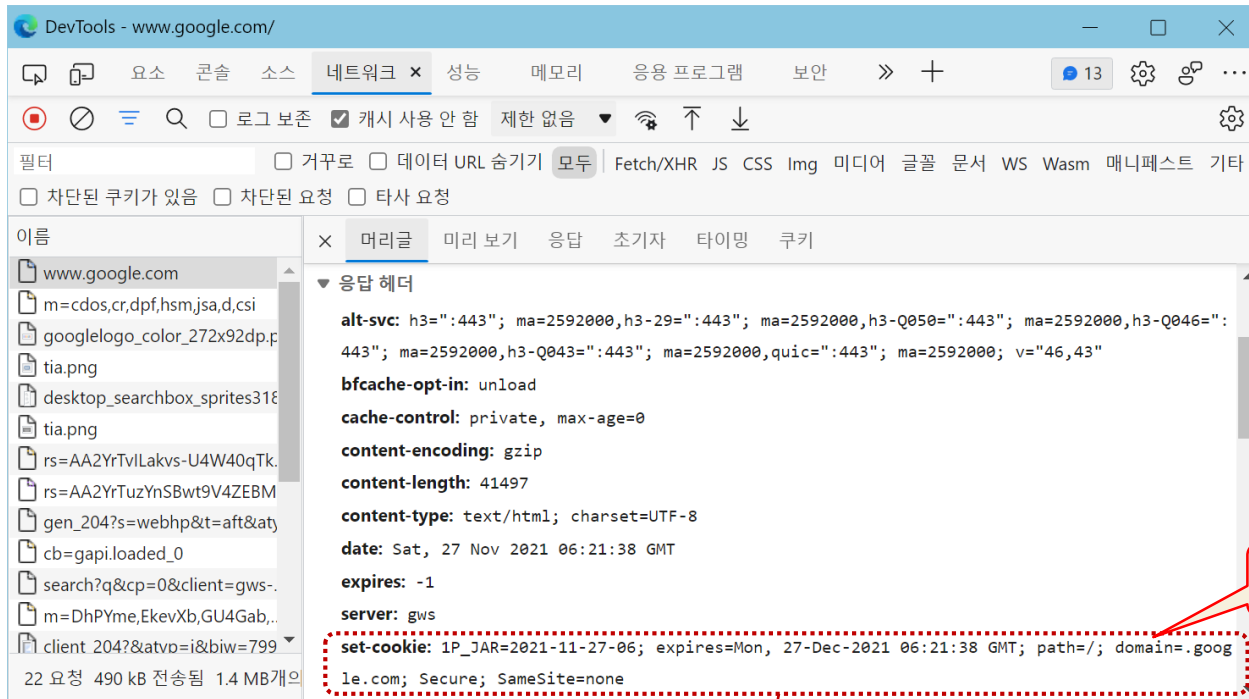 DevTools - www.google.com/
요소 콘솔 소스 네트워크 성능 메모리 응용 프로그램 보안 13
로그 보존 캐시 사용 안 함 제한 없음
필터 거꾸로 데이터 URL 숨기기 모두 Fetch/XHR JS CSS Img 미디어 글꼴 문서 WS Wasm 매니페스트 기타
차단된 쿠키가 있음 차단된 요청 타사 요청
이름
머리글 미리 보기 응답 초기자 타이밍 쿠키
www.google.com
m=cdos,cr,dpf,hsm,jsa,d,csi
googlelogo_color_272x92dp.p
tia.png
desktop_searchbox_sprites318
tia.png
rs=AA2YrTvILakvs-U4W40qTk.
rs=AA2YrTuzYnSBwt9V4ZEBM
gen_204?s=webhp&t=aft&aty
cb=gapi.loaded_0
search?q&cp=0&client=gws-.
m=DhPYme,EkevXb,GU4Gab,..
client_204?&atyp=i&biw=799
22 요청 490 kB 전송됨 1.4 MB개의
응답 헤더
alt-svc: h3=":443"; ma=2592000,h3-29=":443"; ma=2592000,h3-Q050=":443"; ma=2592000,h3-Q046=":
443"; ma=2592000,h3-Q043=":443"; ma=2592000,quic=":443"; ma=2592000; v="46,43"
bfcache-opt-in: unload
cache-control: private, max-age=0
content-encoding: gzip
content-length: 41497
content-type: text/html; charset=UTF-8
date: Sat, 27 Nov 2021 06:21:38 GMT
expires: -1
server: gws
set-cookie: 1P_JAR=2021-11-27-06; expires=Mon, 27-Dec-2021 06:21:38 GMT; path=/; domain=.goog
le.com; Secure; SameSite=none